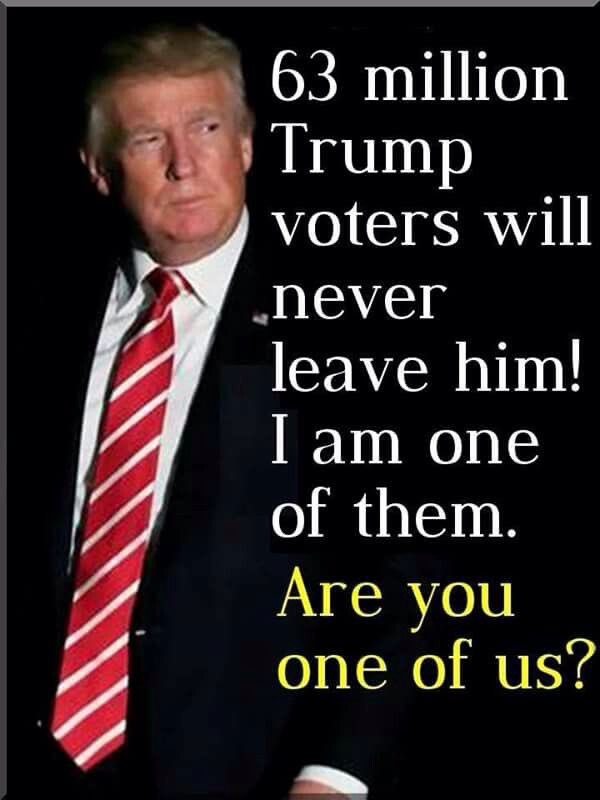 63 million
Trump
voters will
never
leave him!
I am one
of them.
Are you
one of us?